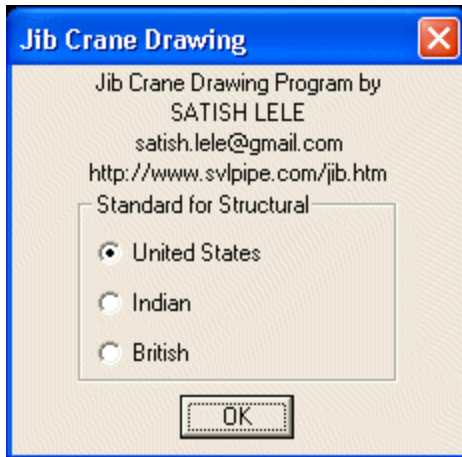 Jib Crane Drawing
Jib Crane Drawing Program by
SATISH LELE
satish.lele@gmail.com
http://www.svlpipe.com/jib.htm
Standard for Structural
United States
Indian
British
OK